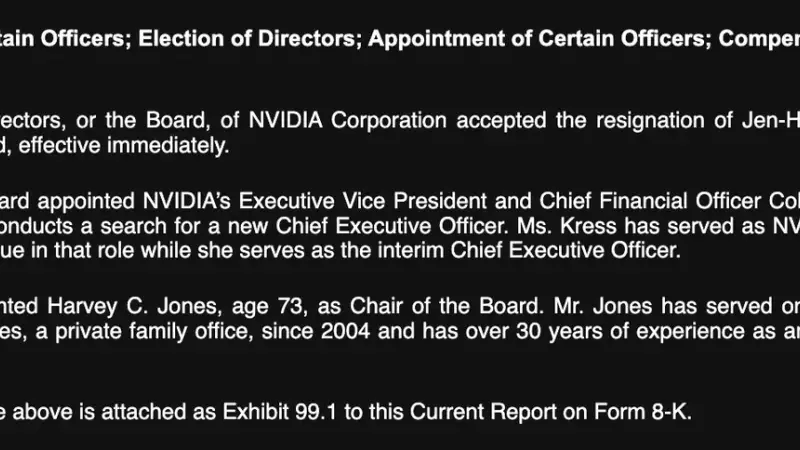 tain Officers; Election of Directors; Appointment of Certain Officers; Compen
ectors, or the Board, of NVIDIA Corporation accepted the resignation of Jen-H
d, effective immediately.
ard appointed NVIDIA's Executive Vice President and Chief Financial Officer Col
onducts a search for a new Chief Executive Officer. Ms. Kress has served as NV
ue in that role while she serves as the interim Chief Executive Officer.
nted Harvey C. Jones, age 73, as Chair of the Board. Mr. Jones has served on
es, a private family office, since 2004 and has over 30 years of experience as an
e above is attached as Exhibit 99.1 to this Current Report on Form 8-K.